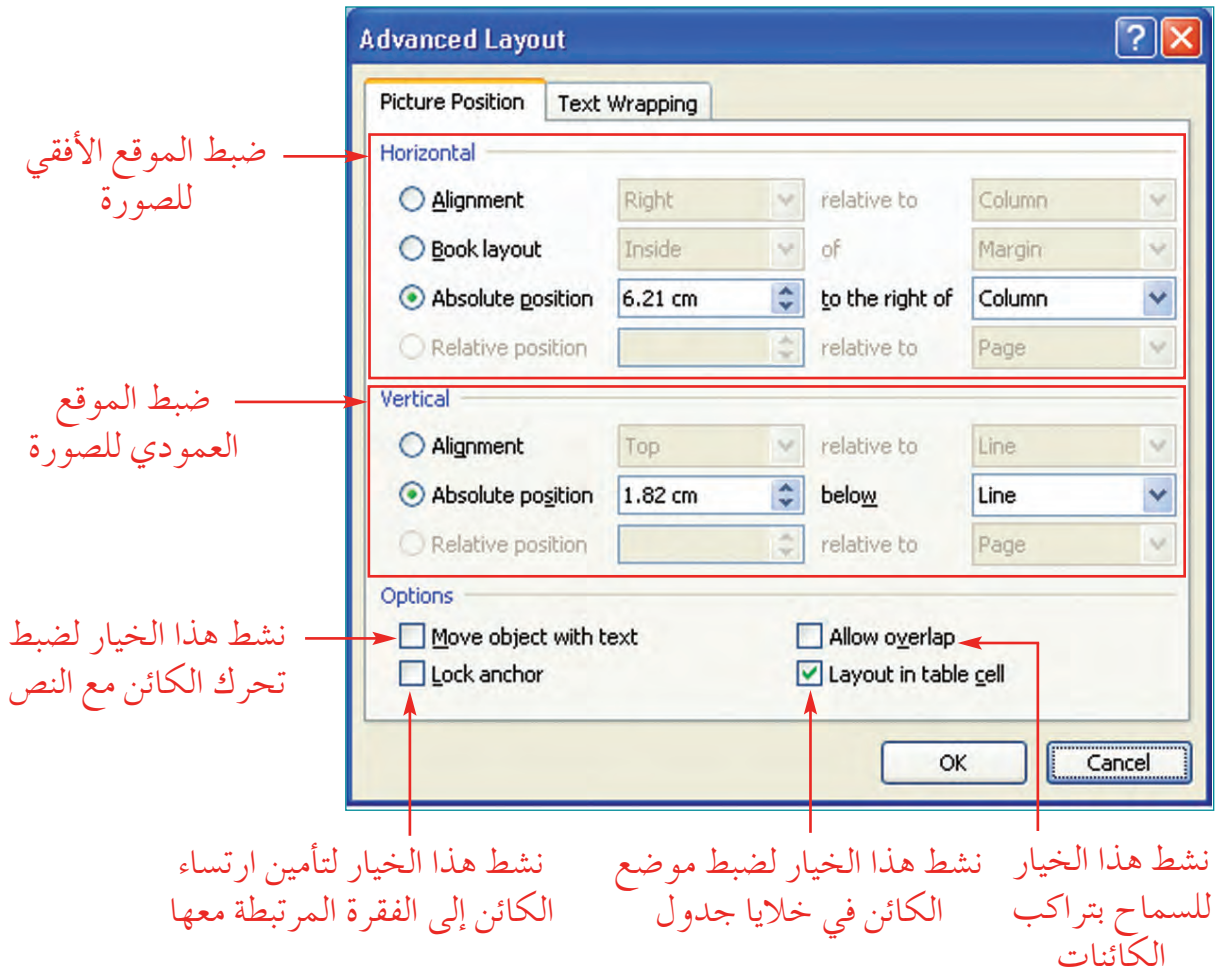 Advanced Layout
Picture Position Text Wrapping
ضبط الموقع الأفقي
للصورة
Horizontal
Alignment Right relative to Column
Book layout Inside of Margin
Absolute position 6.21 cm to the right of Column
Relative position relative to Page
ضبط الموقع
العمودي للصورة
Vertical
Alignment Top relative to Line
Absolute position 1.82 cm below Line
Relative position relative to Page
Options
نشط هذا الخيار لضبط
تحرك الكائن مع النص
Move object with text Allow overlap
Lock anchor Layout in table cell
OK Cancel
نشط هذا الخيار
للسماح بتراكب
الكائنات
نشط هذا الخيار لضبط موضع
الكائن في خلايا جدول
نشط هذا الخيار لتأمين ارتساء
الكائن إلى الفقرة المرتبطة معها